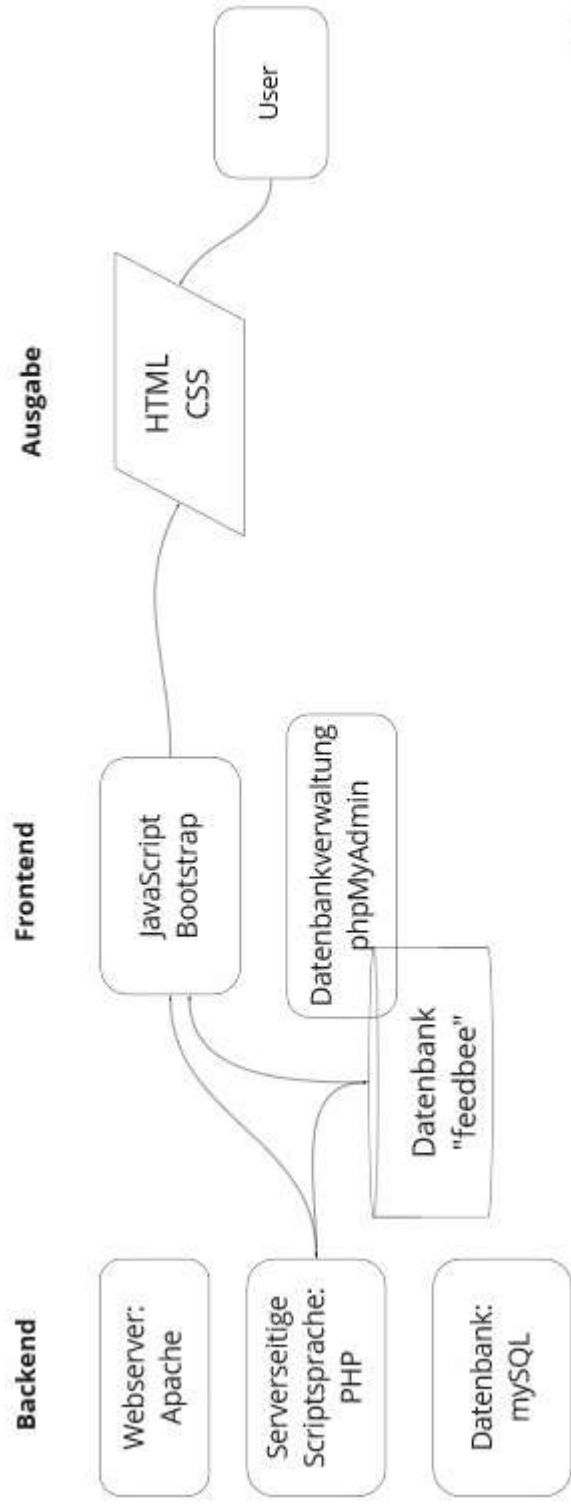 Backend
Frontend
Ausgabe
Webserver:
Apache
Serverseitige
Scriptsprache:
PHP
Datenbank:
mySQL
JavaScript
Bootstrap
Datenbankverwaltung
phpMyAdmin
Datenbank
"feedbee"
HTML
CSS
User